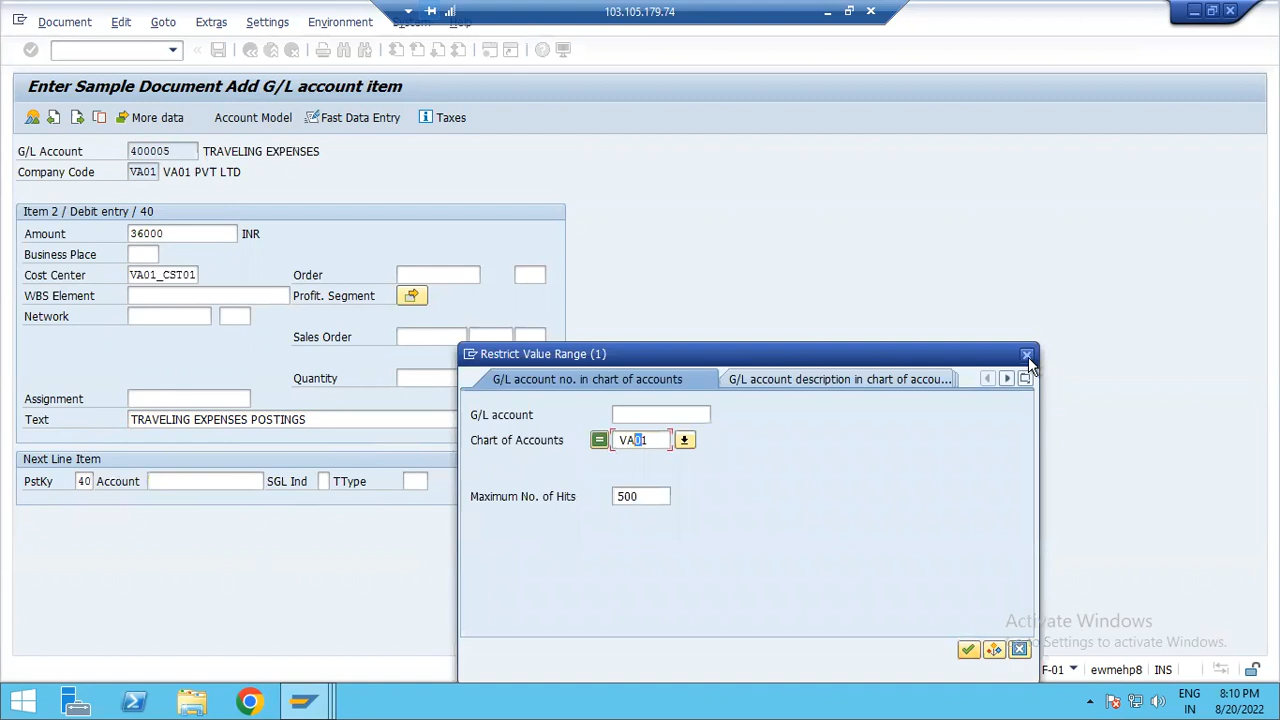 Document Edit Goto Extras Settings Environment System Help
103.105.179.74
Enter Sample Document Add G/L account item
More data Account Model Fast Data Entry Taxes
G/L Account 400005 TRAVELING EXPENSES
Company Code VA01 VA01 PVT LTD
Item 2 / Debit entry / 40
Amount 36000 INR
Business Place
Cost Center VA01_CST01 Order
WBS Element Profit. Segment
Network
Sales Order
Quantity
Assignment
Text TRAVELING EXPENSES POSTINGS
Next Line Item
PstKy 40 Account SGL Ind TType
Restrict Value Range (1)
G/L account no. in chart of accounts G/L account description in chart of accou...
G/L account
Chart of Accounts VA01
Maximum No. of Hits 500
Activate Windows
to Settings to activate Windows.
F-01 ewmehp8 INS
ENG 8:10 PM
IN 8/20/2022